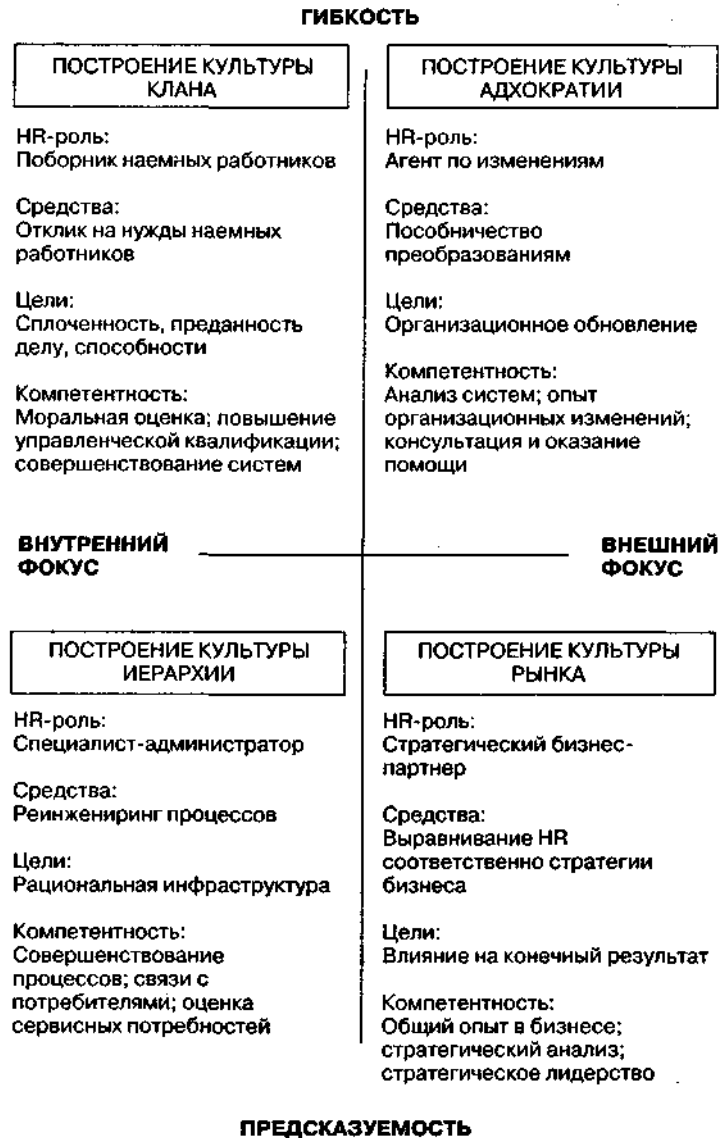 ГИБКОСТЬ
ПОСТРОЕНИЕ КУЛЬТУРЫ
КЛАНА
HR-роль:
Поборник наемных работников
Средства:
Отклик на нужды наемных
работников
Цели:
Сплоченность, преданность
делу, способности
Компетентность:
Моральная оценка; повышение
управленческой квалификации;
совершенствование систем
ПОСТРОЕНИЕ КУЛЬТУРЫ
АДХОКРАТИИ
HR-роль:
Агент по изменениям
Средства:
Пособничество
преобразованиям
Цели:
Организационное обновление
Компетентность:
Анализ систем; опыт
организационных изменений;
консультация и оказание
помощи
ВНУТРЕННИЙ
ФОКУС
ВНЕШНИЙ
ФОКУС
ПОСТРОЕНИЕ КУЛЬТУРЫ
ИЕРАРХИИ
HR-роль:
Специалист-администратор
Средства:
Реинжениринг процессов
Цели:
Рациональная инфраструктура
Компетентность:
Совершенствование
процессов; связи с
потребителями; оценка
сервисных потребностей
ПОСТРОЕНИЕ КУЛЬТУРЫ
РЫНКА
HR-роль:
Стратегический бизнес-
партнер
Средства:
Выравнивание HR
соответственно стратегии
бизнеса
Цели:
Влияние на конечный результат
Компетентность:
Общий опыт в бизнесе;
стратегический анализ;
стратегическое лидерство
ПРЕДСКАЗУЕМОСТЬ